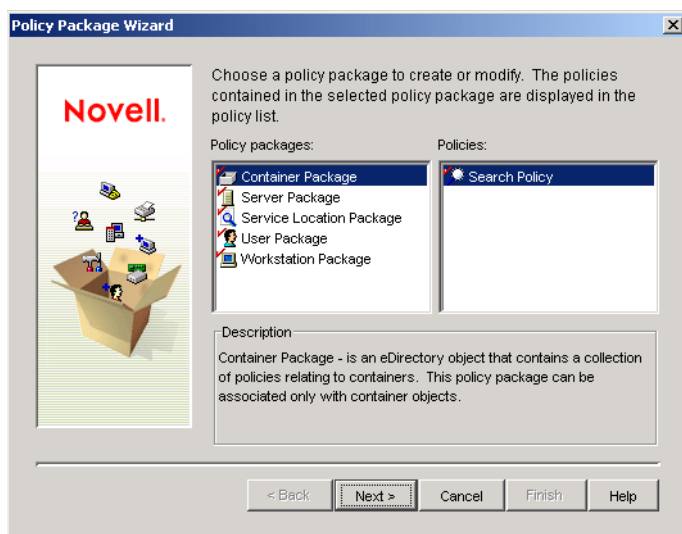 Policy Package Wizard
Novell.
Choose a policy package to create or modify. The policies
contained in the selected policy package are displayed in the
policy list.
Policy packages:
Container Package
Server Package
Service Location Package
User Package
Workstation Package
Policies:
Search Policy
Description
Container Package - is an eDirectory object that contains a collection
of policies relating to containers. This policy package can be
associated only with container objects.
< Back
Next >
Cancel
Finish
Help